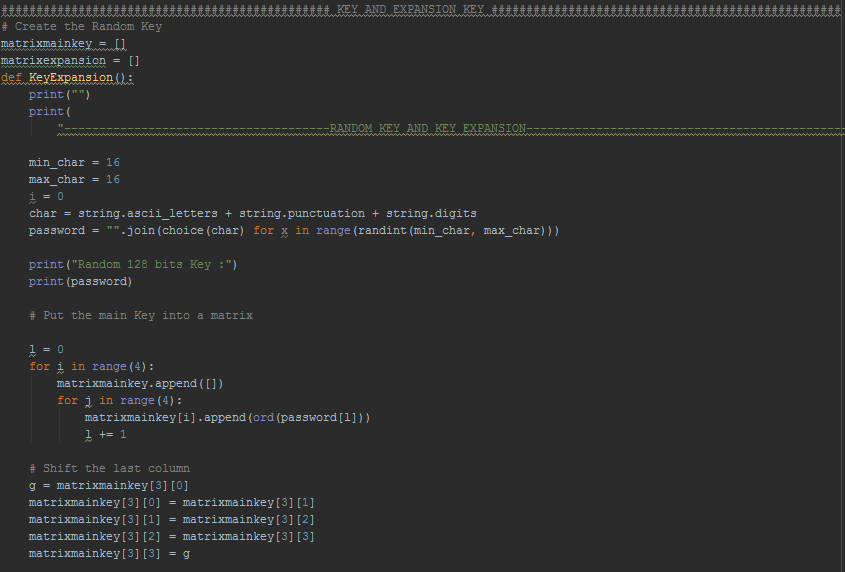 ############################################### KEY AND EXPANSION KEY ##################################################
# Create the Random Key
matrixmainkey = []
matrixexpansion = []
def KeyExpansion():
    print("")
    print(
        "--------------------------------------RANDOM KEY AND KEY EXPANSION----------------------------------------------
    min_char = 16
    max_char = 16
    i = 0
    char = string.ascii_letters + string.punctuation + string.digits
    password = "".join(choice(char) for x in range(randint(min_char, max_char)))
    print("Random 128 bits Key :")
    print(password)
    # Put the main Key into a matrix
    l = 0
    for i in range(4):
        matrixmainkey.append([])
        for j in range(4):
            matrixmainkey[i].append(ord(password[l]))
            l += 1
    # Shift the last column
    g = matrixmainkey[3][0]
    matrixmainkey[3][0] = matrixmainkey[3][1]
    matrixmainkey[3][1] = matrixmainkey[3][2]
    matrixmainkey[3][2] = matrixmainkey[3][3]
    matrixmainkey[3][3] = g